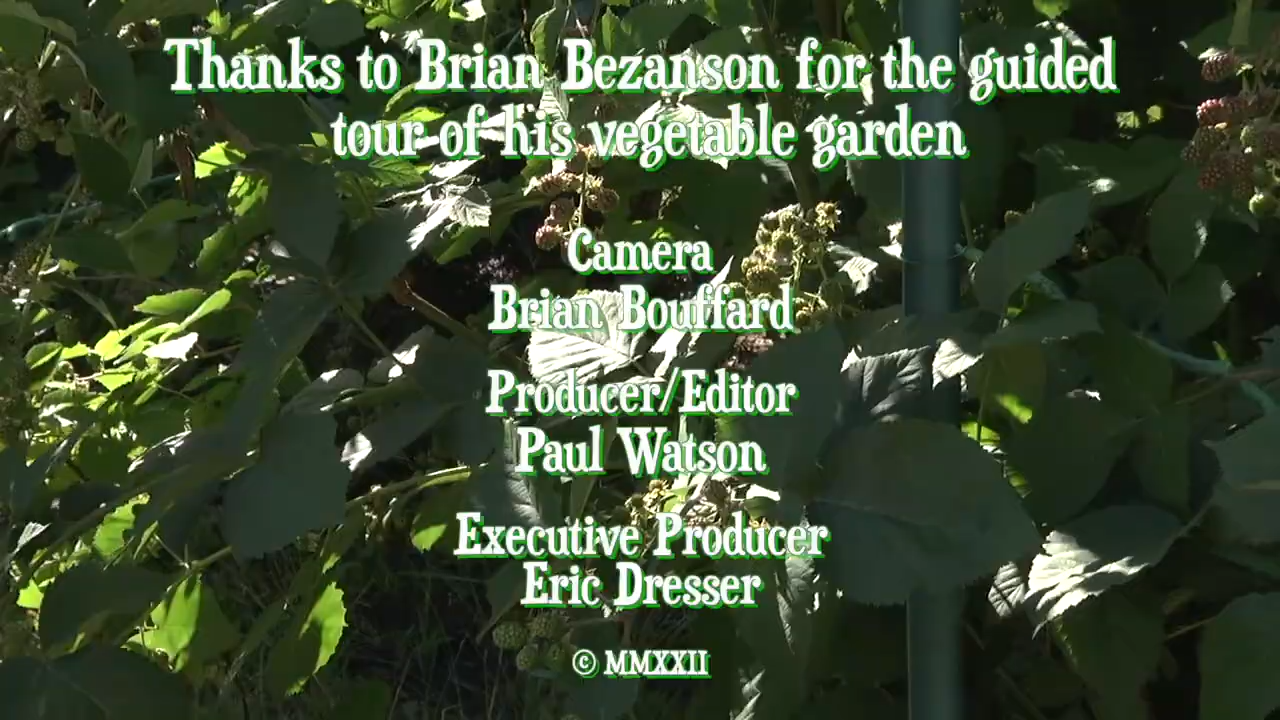 Thanks to Brian Bezanson for the guided
tour of his vegetable garden
Camera
Brian Bouffard
Producer/Editor
Paul Watson
Executive Producer
Eric Dresser
© MMXXII